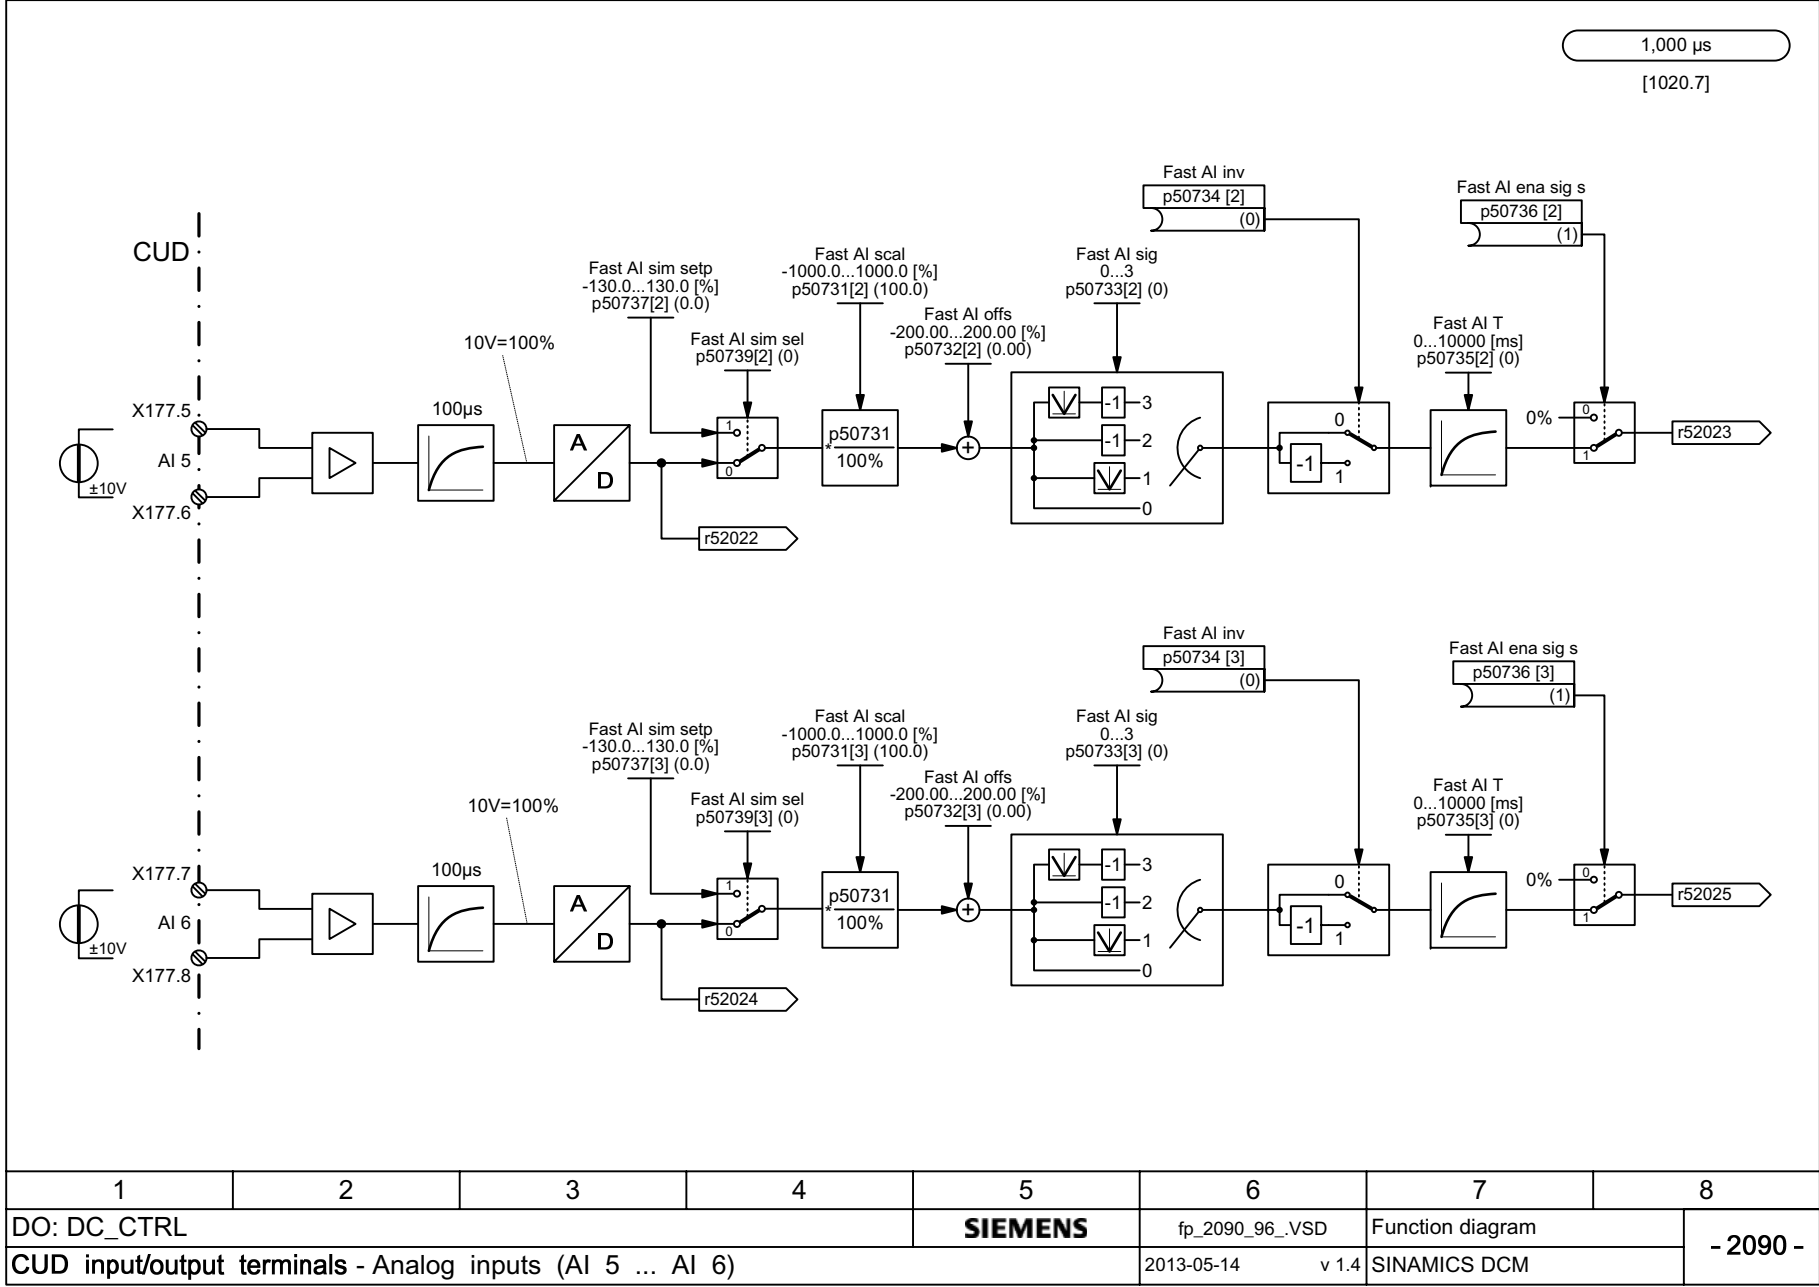 1,000 µs
[1020.7]
CUD
Fast AI inv
p50734 [2]
(0)
Fast AI ena sig s
p50736 [2]
(1)
Fast AI sim setp
-130.0...130.0 [%]
p50737[2] (0.0)
Fast AI scal
-1000.0...1000.0 [%]
p50731[2] (100.0)
Fast AI sig
0...3
p50733[2] (0)
Fast AI offs
-200.00...200.00 [%]
p50732[2] (0.00)
Fast AI sim sel
p50739[2] (0)
Fast AI T
0...10000 [ms]
p50735[2] (0)
10V=100%
X177.5
AI 5
±10V
X177.6
100µs
A
D
1
0
*
p50731
100%
-1
3
-1
2
1
0
0
-1
1
0%
0
1
r52023
r52022
Fast AI inv
p50734 [3]
(0)
Fast AI ena sig s
p50736 [3]
(1)
Fast AI sim setp
-130.0...130.0 [%]
p50737[3] (0.0)
Fast AI scal
-1000.0...1000.0 [%]
p50731[3] (100.0)
Fast AI sig
0...3
p50733[3] (0)
Fast AI offs
-200.00...200.00 [%]
p50732[3] (0.00)
Fast AI sim sel
p50739[3] (0)
Fast AI T
0...10000 [ms]
p50735[3] (0)
10V=100%
X177.7
AI 6
±10V
X177.8
100µs
A
D
1
0
*
p50731
100%
-1
3
-1
2
1
0
0
-1
1
0%
0
1
r52025
r52024
1 2 3 4 5 6 7 8
DO: DC_CTRL
SIEMENS
fp_2090_96_.VSD
Function diagram
- 2090 -
CUD input/output terminals - Analog inputs (AI 5 ... AI 6)
2013-05-14 v 1.4
SINAMICS DCM